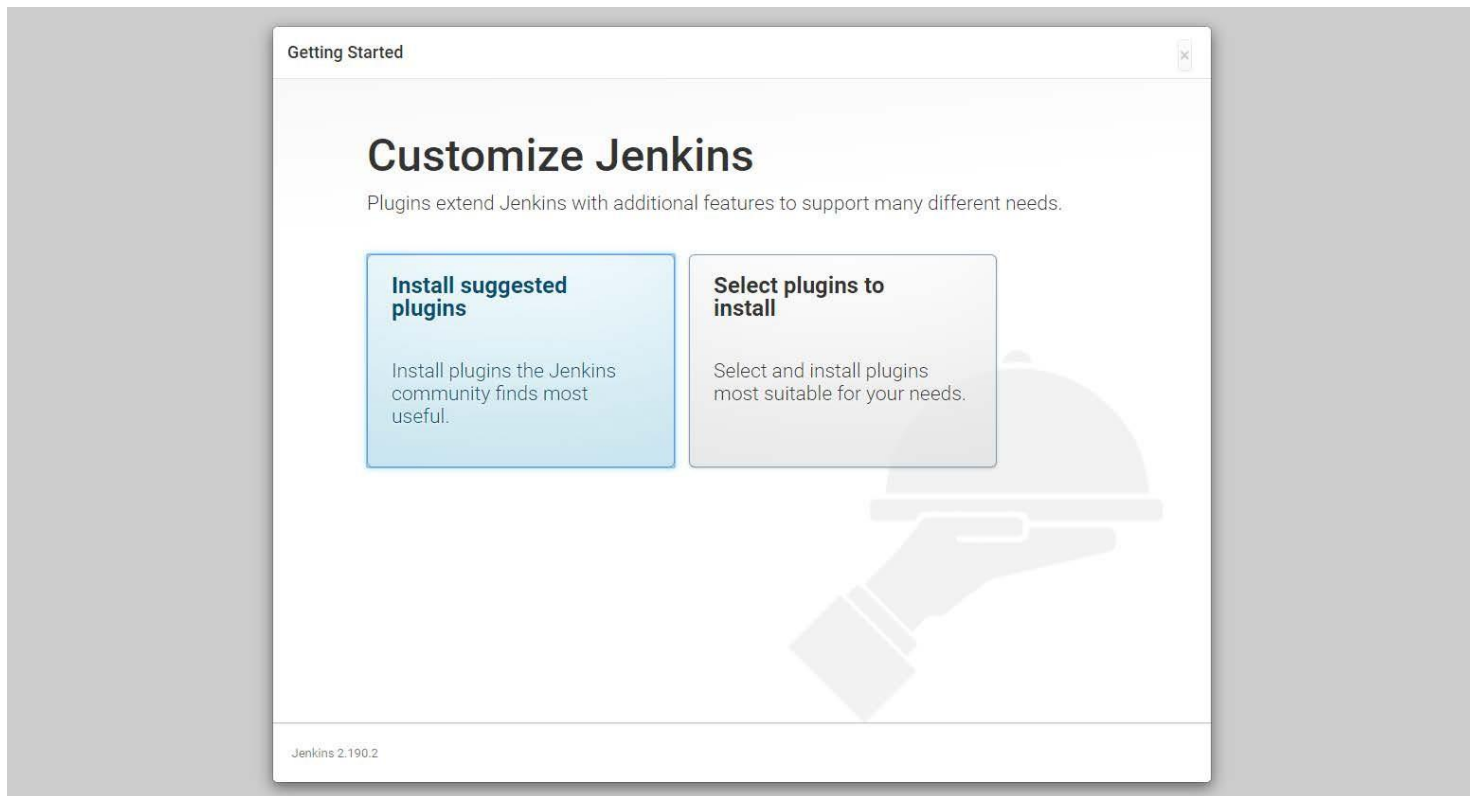 Getting Started
×
Customize Jenkins
Plugins extend Jenkins with additional features to support many different needs.
Install suggested
plugins
Install plugins the Jenkins
community finds most
useful.
Select plugins to
install
Select and install plugins
most suitable for your needs.
Jenkins 2.190.2